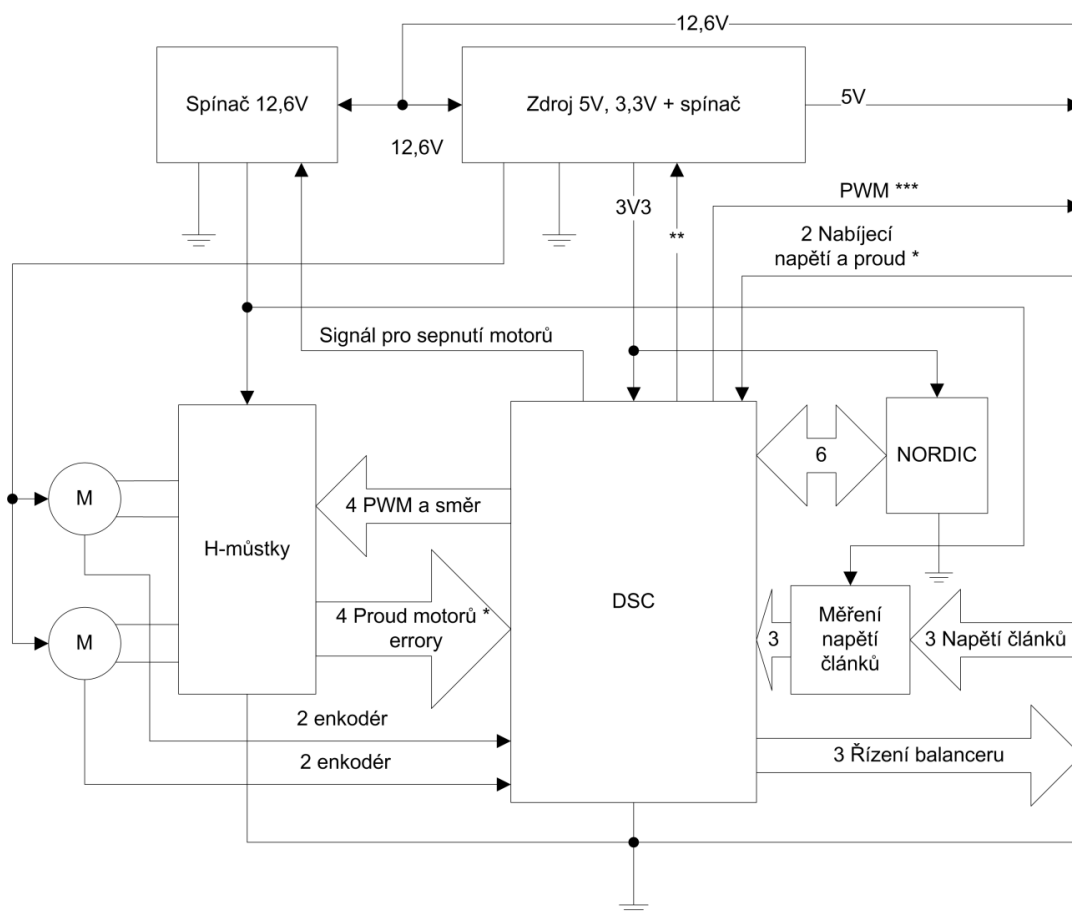 12,6V
Spínač 12,6V
Zdroj 5V, 3,3V + spínač
5V
12,6V
3V3
**
PWM ***
2 Nabíjecí
napětí a proud *
Signál pro sepnutí motorů
M
H-můstky
4 PWM a směr
6
NORDIC
DSC
4 Proud motorů *
errory
M
3
Měření
napětí
článků
3 Napětí článků
2 enkodér
2 enkodér
3 Řízení balanceru